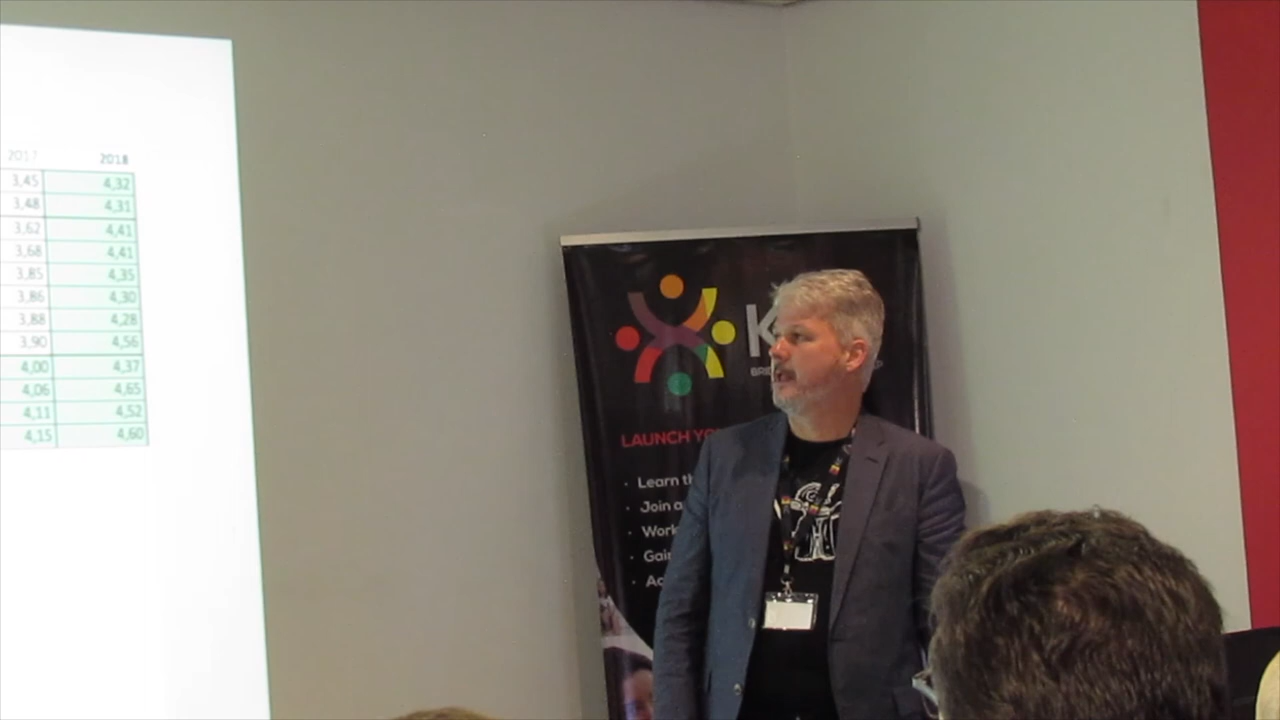 2017 2018
3,45 4,32
3,48 4,31
3,62 4,41
3,68 4,41
3,85 4,35
3,86 4,30
3,88 4,28
3,90 4,56
4,00 4,37
4,06 4,65
4,11 4,52
4,15 4,60
K
BRI
LAUNCH YO
· Learn th
· Join a
· Work
· Gai
· Ac